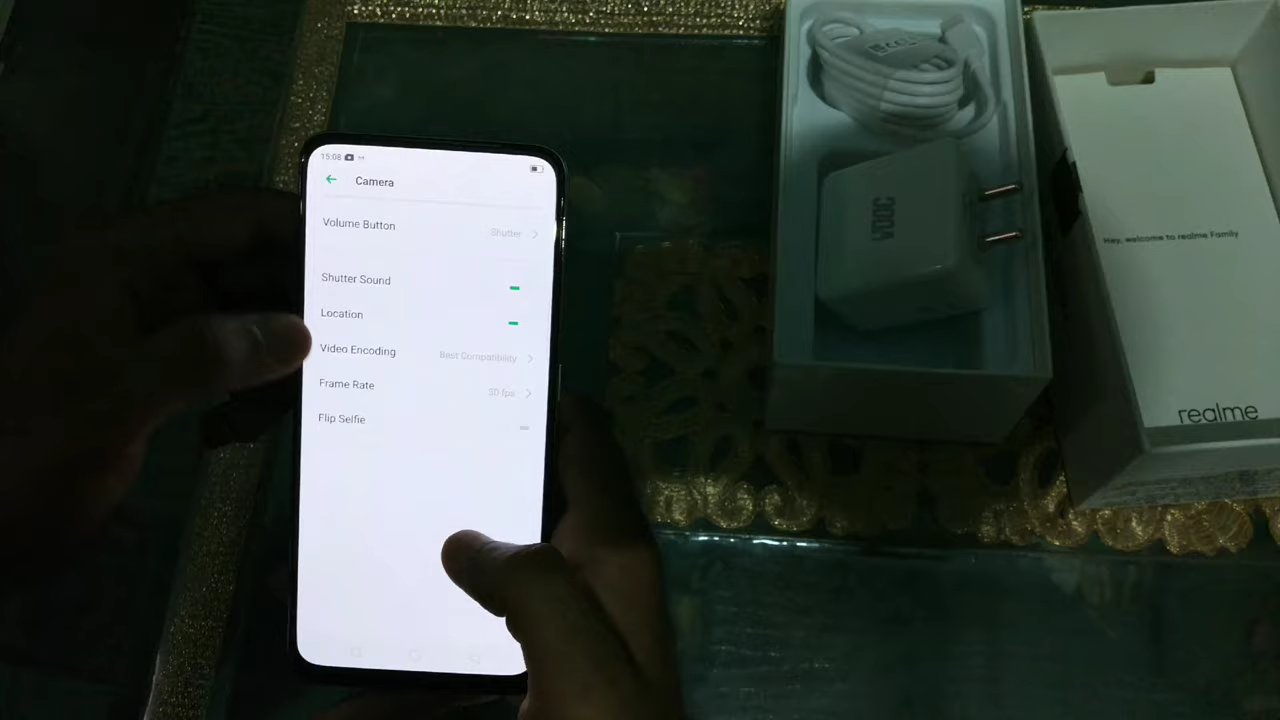 15:08
Camera
Volume Button
Shutter
Shutter Sound
Location
Video Encoding
Best Compatibility
Frame Rate
30 fps
Flip Selfie
VOOC
Hey, welcome to realme Family
realme